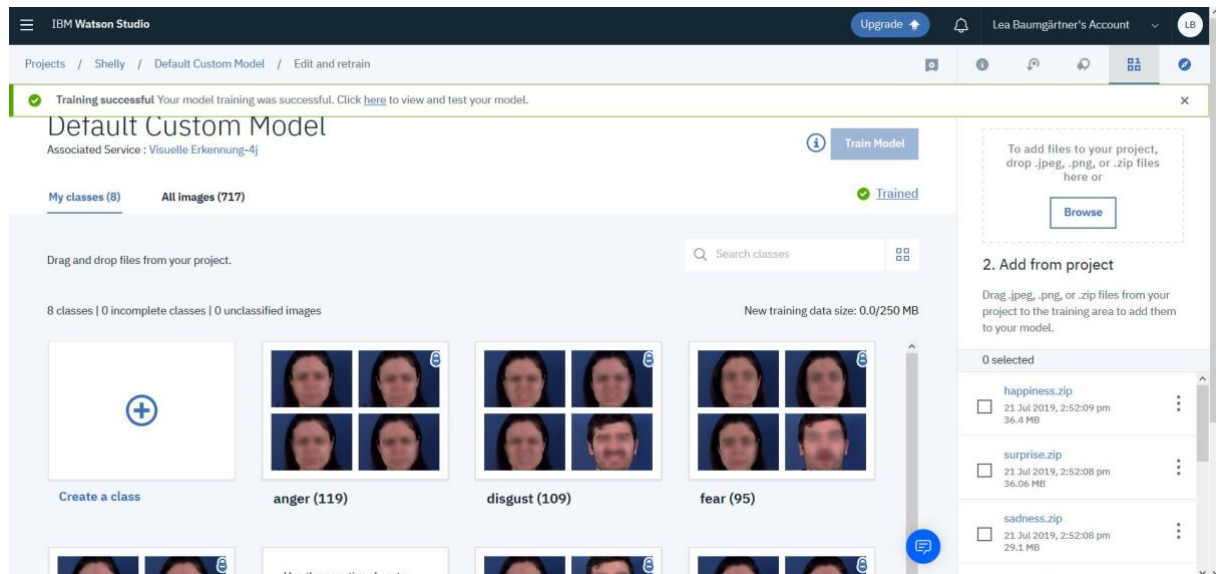 IBM Watson Studio
Upgrade
Lea Baumgärtner's Account
LB
Projects / Shelly / Default Custom Model / Edit and retrain
Training successful Your model training was successful. Click here to view and test your model.
Default Custom Model
Associated Service : Visuelle Erkennung-4j
Train Model
My classes (8)
All images (717)
Trained
Drag and drop files from your project.
Search classes
8 classes | 0 incomplete classes | 0 unclassified images
New training data size: 0.0/250 MB
Create a class
anger (119)
disgust (109)
fear (95)
To add files to your project,
drop .jpeg, .png, or .zip files
here or
Browse
2. Add from project
Drag .jpeg, .png, or .zip files from your
project to the training area to add them
to your model.
0 selected
happiness.zip
21 Jul 2019, 2:52:09 pm
36.4 MB
surprise.zip
21 Jul 2019, 2:52:08 pm
36.06 MB
sadness.zip
21 Jul 2019, 2:52:08 pm
29.1 MB